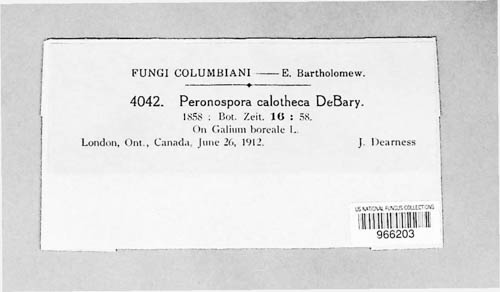 FUNGI COLUMBIANI — E. Bartholomew.
4042. Peronospora calotheca DeBary.
1858 : Bot. Zeit. 16 : 58.
On Galium boreale L.
London, Ont., Canada, June 26, 1912. J. Dearness
US NATIONAL FUNGUS COLLECTIONS
966203